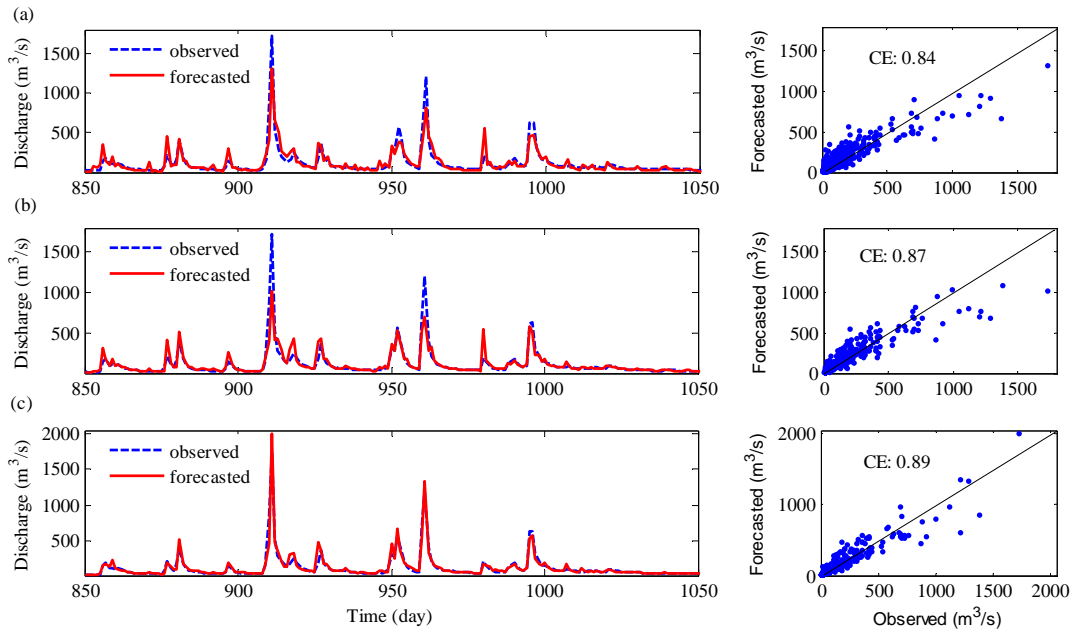 (a)
Discharge (m³/s)
1500
1000
500
observed
forecasted
850
900
950
1000
1050
Forecasted (m³/s)
1500
1000
500
0
CE: 0.84
0
500
1000
1500
(b)
Discharge (m³/s)
1500
1000
500
observed
forecasted
850
900
950
1000
1050
Forecasted (m³/s)
1500
1000
500
0
CE: 0.87
0
500
1000
1500
(c)
Discharge (m³/s)
2000
1500
1000
500
observed
forecasted
850
900
950
1000
1050
Time (day)
Forecasted (m³/s)
2000
1000
0
CE: 0.89
0
500
1000
1500
2000
Observed (m³/s)